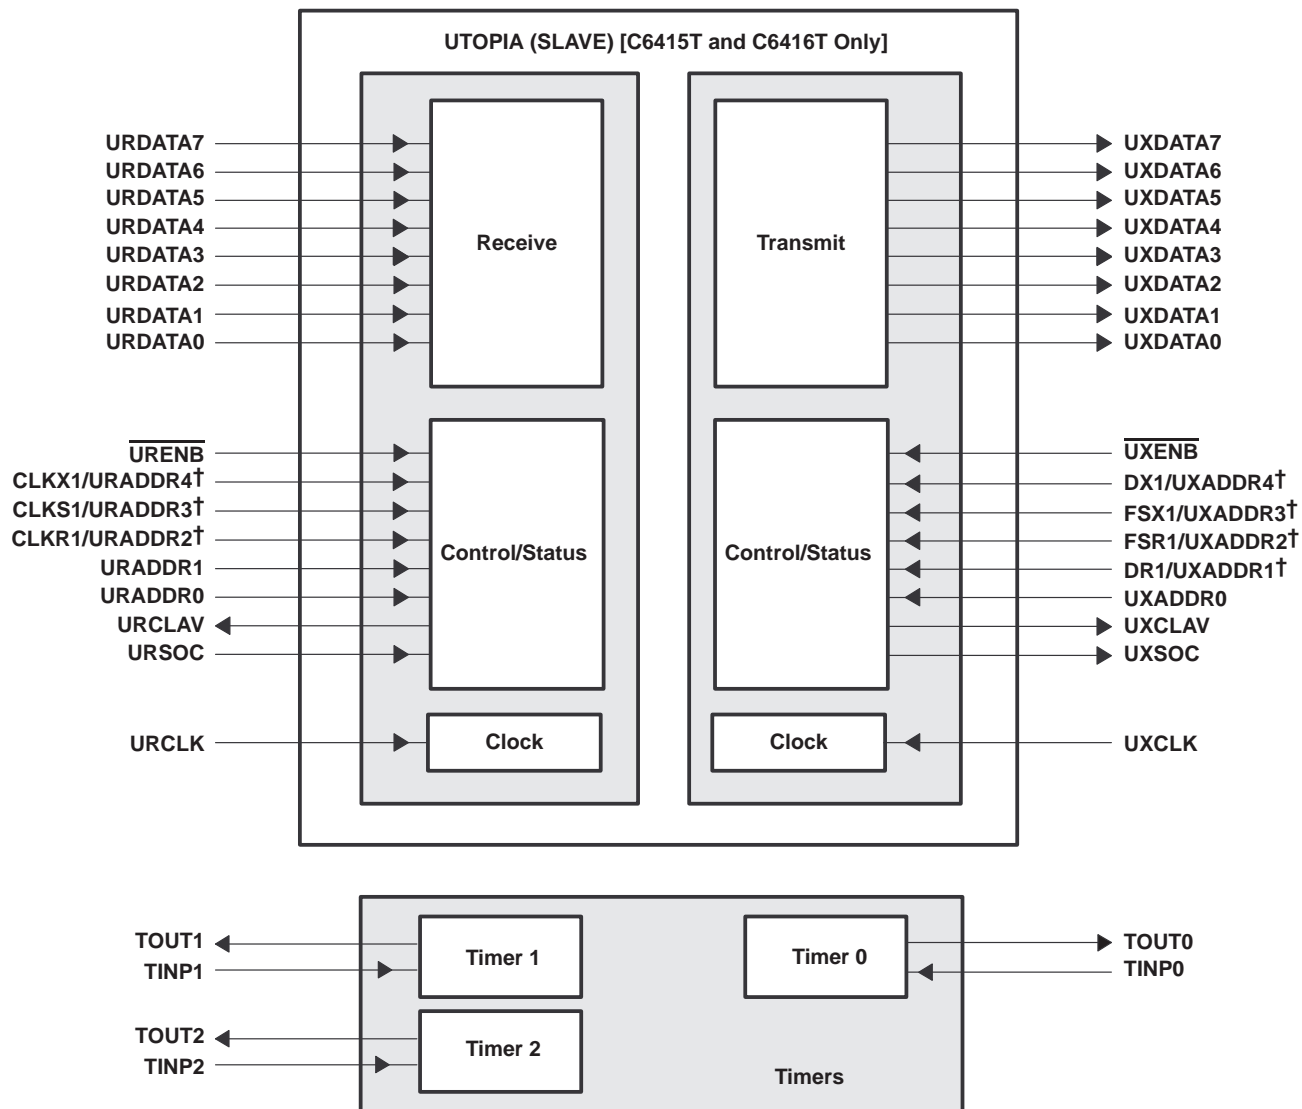 UTOPIA (SLAVE) [C6415T and C6416T Only]
URDATA7
URDATA6
URDATA5
URDATA4
URDATA3
URDATA2
URDATA1
URDATA0
Receive
Transmit
UXDATA7
UXDATA6
UXDATA5
UXDATA4
UXDATA3
UXDATA2
UXDATA1
UXDATA0
URENB
CLKX1/URADDR4†
CLKS1/URADDR3†
CLKR1/URADDR2†
URADDR1
URADDR0
URCLAV
URSOC
Control/Status
Control/Status
UXENB
DX1/UXADDR4†
FSX1/UXADDR3†
FSR1/UXADDR2†
DR1/UXADDR1†
UXADDR0
UXCLAV
UXSOC
URCLK
Clock
Clock
UXCLK
TOUT1
TINP1
Timer 1
Timer 0
TOUT0
TINP0
TOUT2
TINP2
Timer 2
Timers